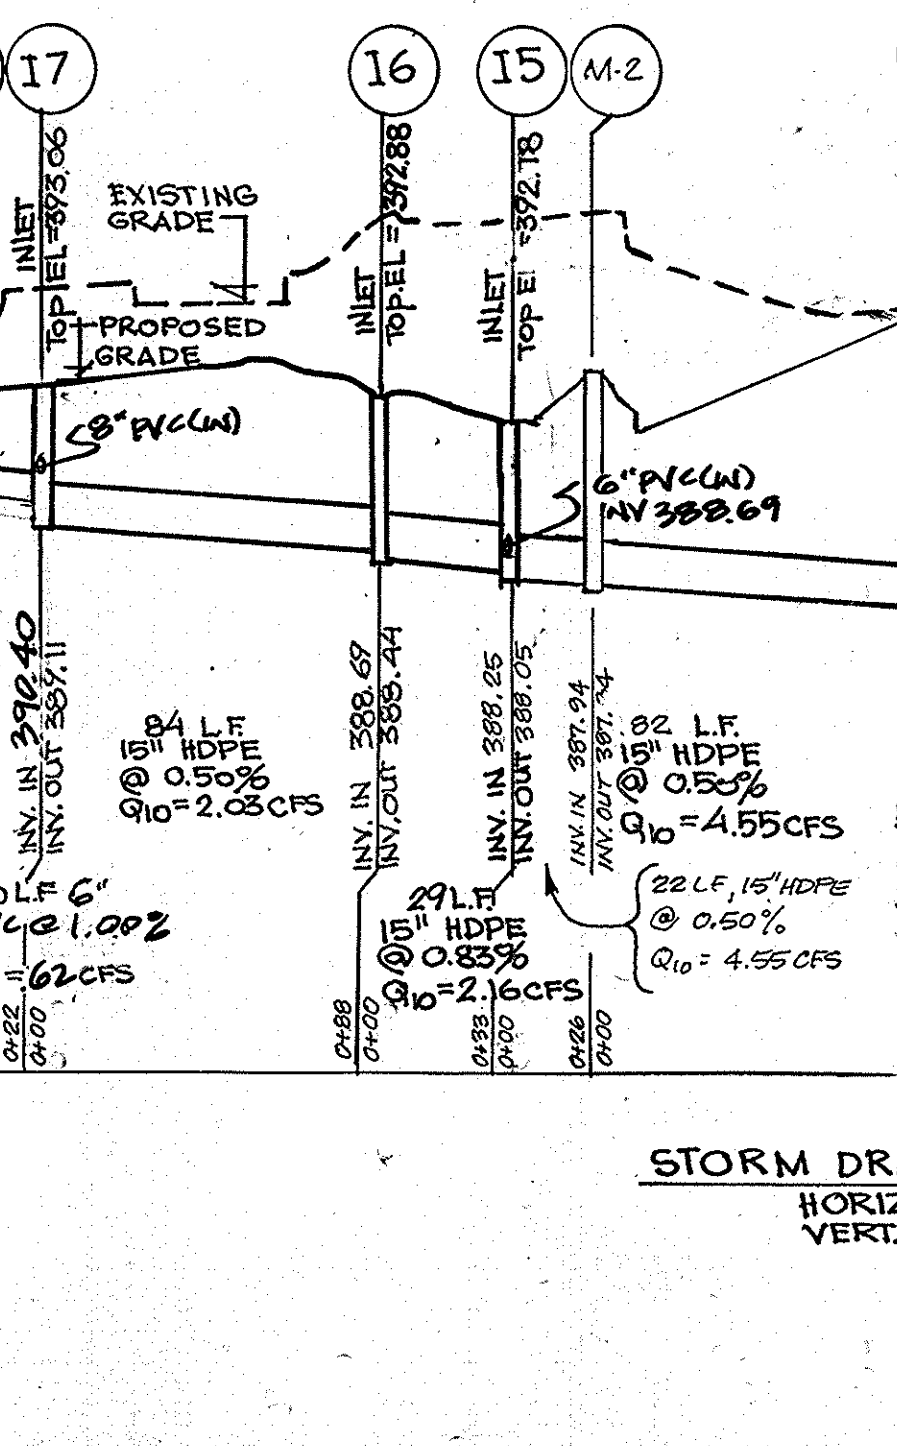 I7
I6
I5
M-2
INLET
TOP EL=393.06
EXISTING
GRADE
PROPOSED
GRADE
INLET
TOP.EL=392.88
INLET
TOP EL =392.78
8" PVC(IN)
6" PVC(IN)
INV 388.69
INV. IN 390.40
INV. OUT 389.11
84 L.F.
15" HDPE
@ 0.50%
Q10=2.03CFS
INV. IN 388.69
INV. OUT 388.44
INV. IN 388.25
INV. OUT 388.05
INV. IN 387.94
INV. OUT
82 L.F.
15" HDPE
@ 0.50%
Q10=4.55CFS
L.F. 6"
@ 1.00%
=.62CFS
29L.F.
15" HDPE
@ 0.83%
Q10=2.16CFS
22 LF, 15" HDPE
@ 0.50%
Q10= 4.55CFS
0+22
0+00
0+88
0+00
0+33
0+00
0+26
0+00
STORM DR
HORIZ
VERT.